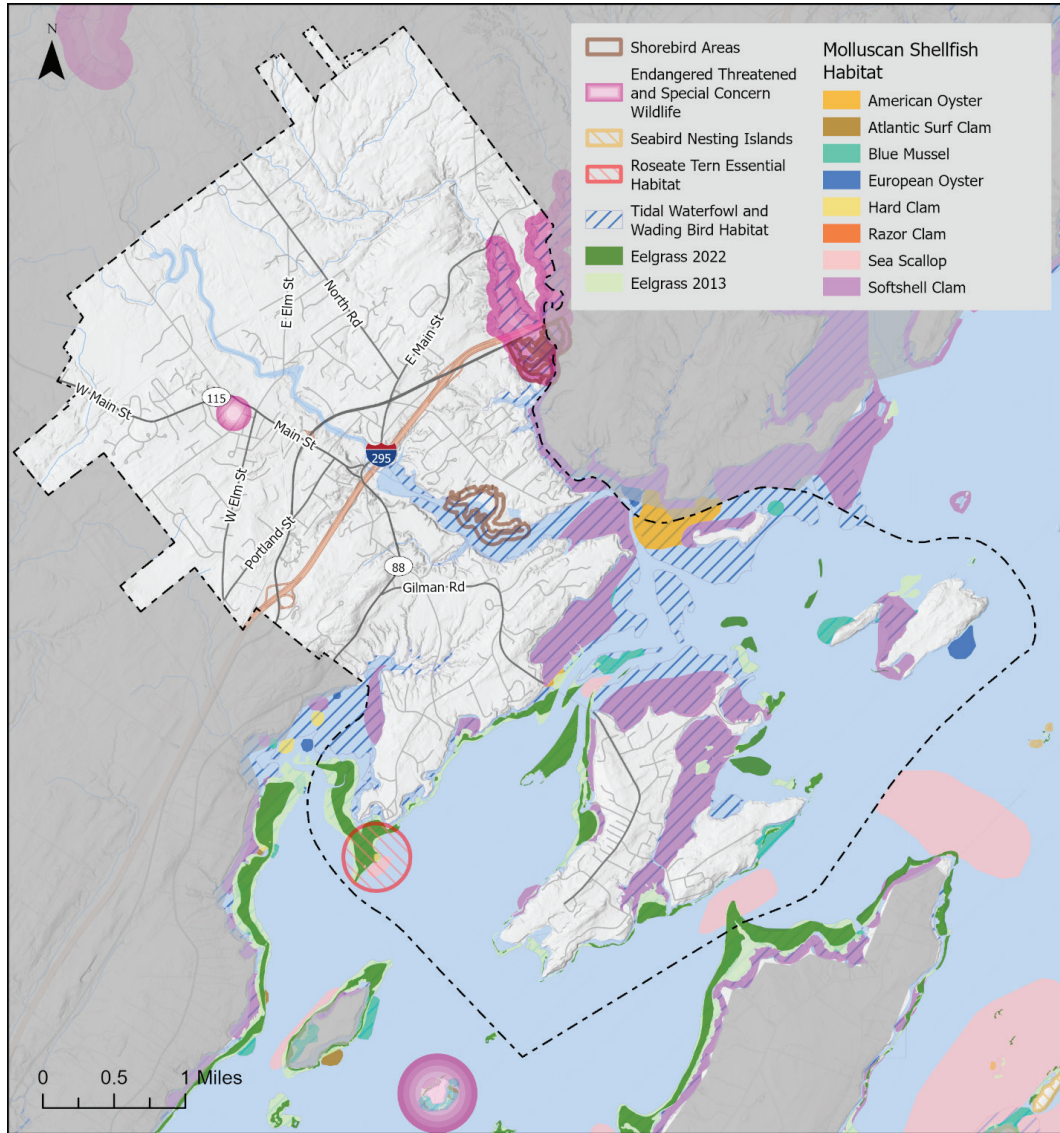 N
Shorebird Areas
Endangered Threatened
and Special Concern
Wildlife
Seabird Nesting Islands
Roseate Tern Essential
Habitat
Tidal Waterfowl and
Wading Bird Habitat
Eelgrass 2022
Eelgrass 2013
Molluscan Shellfish
Habitat
American Oyster
Atlantic Surf Clam
Blue Mussel
European Oyster
Hard Clam
Razor Clam
Sea Scallop
Softshell Clam
E Elm St
North Rd
E Main St
W Main St
115
Main St
295
W Elm St
Portland St
88
Gilman Rd
0 0.5 1 Miles